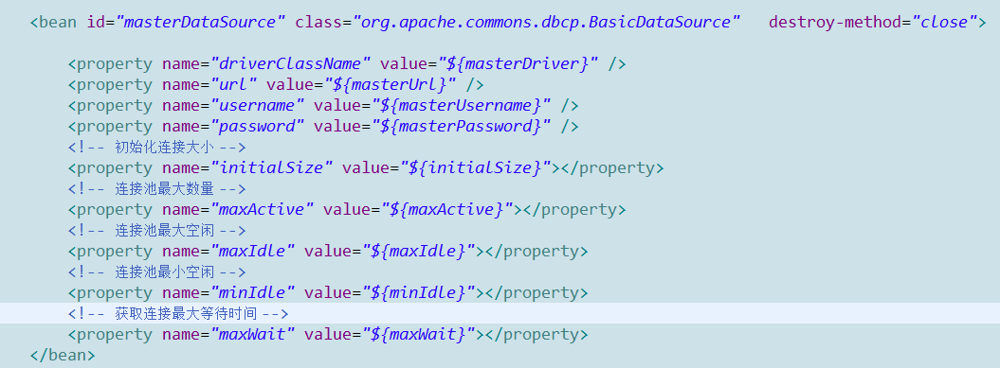 <bean id="masterDataSource" class="org.apache.commons.dbcp.BasicDataSource"   destroy-method="close">
<property name="driverClassName" value="${masterDriver}" />
<property name="url" value="${masterUrl}" />
<property name="username" value="${masterUsername}" />
<property name="password" value="${masterPassword}" />
<!-- 初始化连接大小 -->
<property name="initialSize" value="${initialSize}"></property>
<!-- 连接池最大数量 -->
<property name="maxActive" value="${maxActive}"></property>
<!-- 连接池最大空闲 -->
<property name="maxIdle" value="${maxIdle}"></property>
<!-- 连接池最小空闲 -->
<property name="minIdle" value="${minIdle}"></property>
<!-- 获取连接最大等待时间 -->
<property name="maxWait" value="${maxWait}"></property>
</bean>